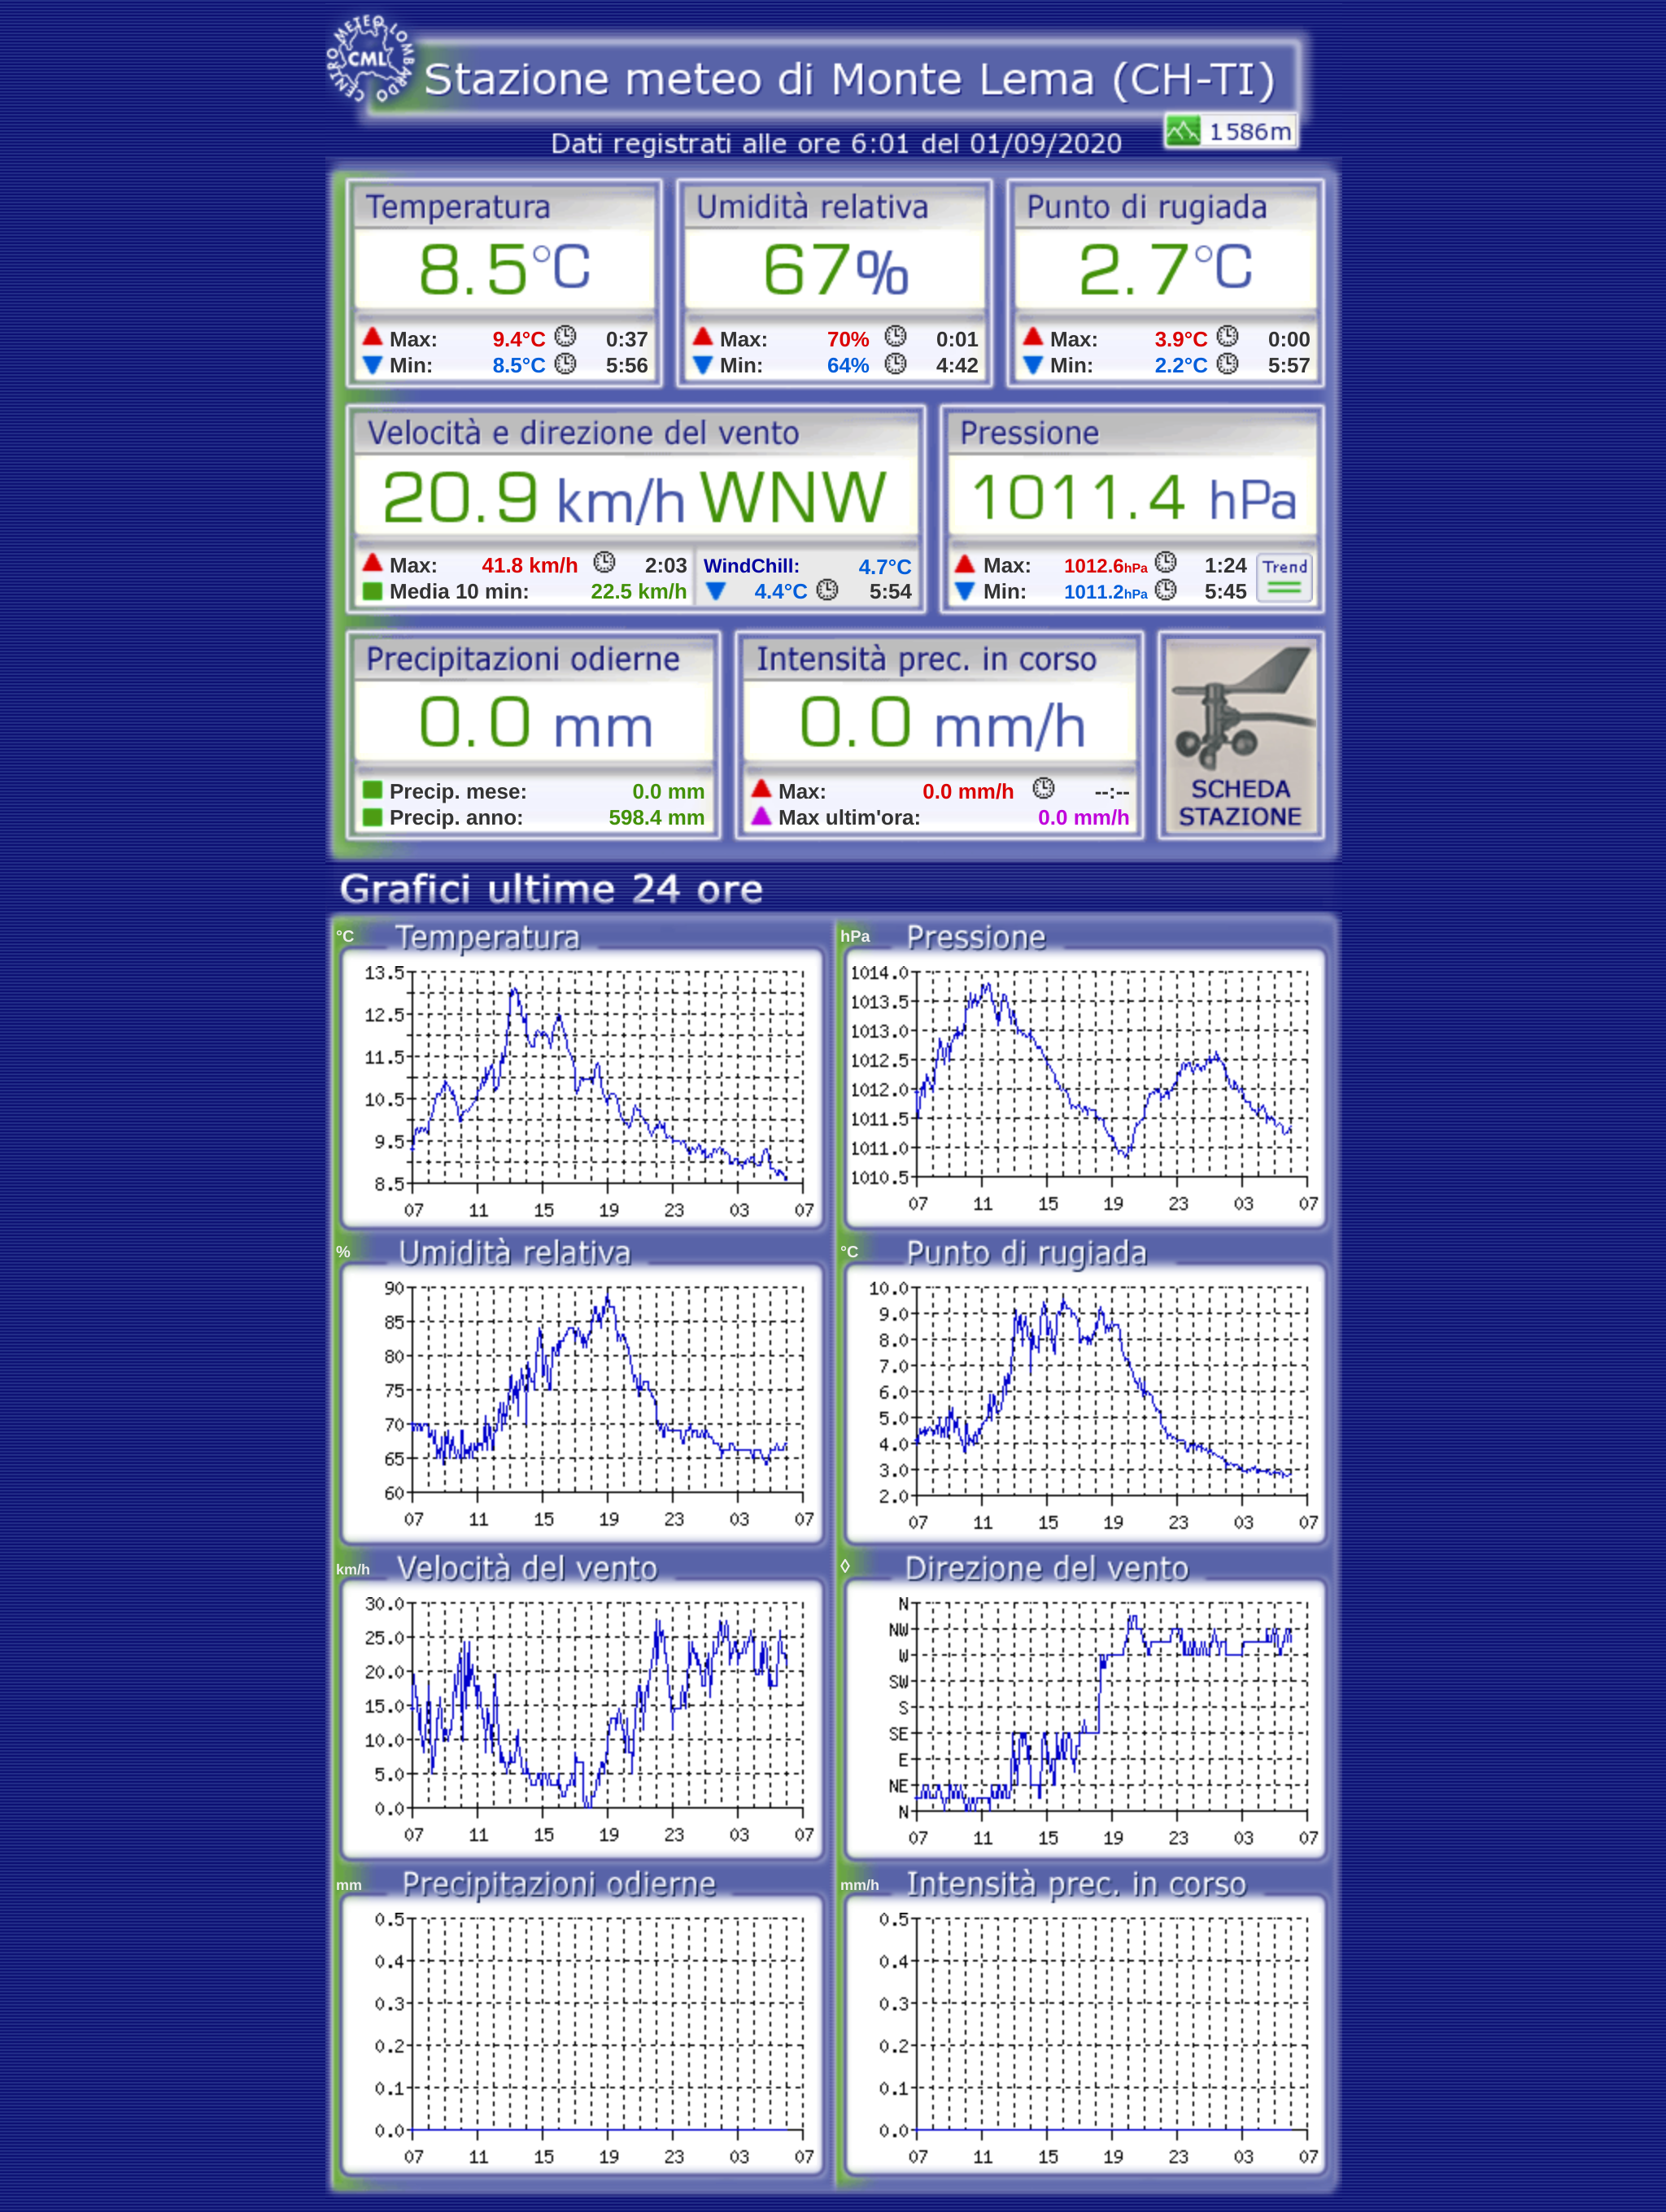 CENTRO METEO LOMBARDO
CML
Stazione meteo di Monte Lema (CH-TI)
1586m
Dati registrati alle ore 6:01 del 01/09/2020
Temperatura Umidità relativa Punto di rugiada
8.5°C 67% 2.7°C
Max: 9.4°C 0:37 Max: 70% 0:01 Max: 3.9°C 0:00
Min: 8.5°C 5:56 Min: 64% 4:42 Min: 2.2°C 5:57
Velocità e direzione del vento Pressione
20.9 km/h WNW 1011.4 hPa
Max: 41.8 km/h 2:03 WindChill: 4.7°C Max: 1012.6hPa 1:24 Trend
Media 10 min: 22.5 km/h 4.4°C 5:54 Min: 1011.2hPa 5:45
Precipitazioni odierne Intensità prec. in corso
0.0 mm 0.0 mm/h
Precip. mese: 0.0 mm Max: 0.0 mm/h --:-- SCHEDA
Precip. anno: 598.4 mm Max ultim'ora: 0.0 mm/h STAZIONE
Grafici ultime 24 ore
°C Temperatura
13.5
12.5
11.5
10.5
9.5
8.5
07 11 15 19 23 03 07
hPa Pressione
1014.0
1013.5
1013.0
1012.5
1012.0
1011.5
1011.0
1010.5
07 11 15 19 23 03 07
% Umidità relativa
90
85
80
75
70
65
60
07 11 15 19 23 03 07
°C Punto di rugiada
10.0
9.0
8.0
7.0
6.0
5.0
4.0
3.0
2.0
07 11 15 19 23 03 07
km/h Velocità del vento
30.0
25.0
20.0
15.0
10.0
5.0
0.0
07 11 15 19 23 03 07
◊ Direzione del vento
N
NW
W
SW
S
SE
E
NE
N
07 11 15 19 23 03 07
mm Precipitazioni odierne
0.5
0.4
0.3
0.2
0.1
0.0
07 11 15 19 23 03 07
mm/h Intensità prec. in corso
0.5
0.4
0.3
0.2
0.1
0.0
07 11 15 19 23 03 07